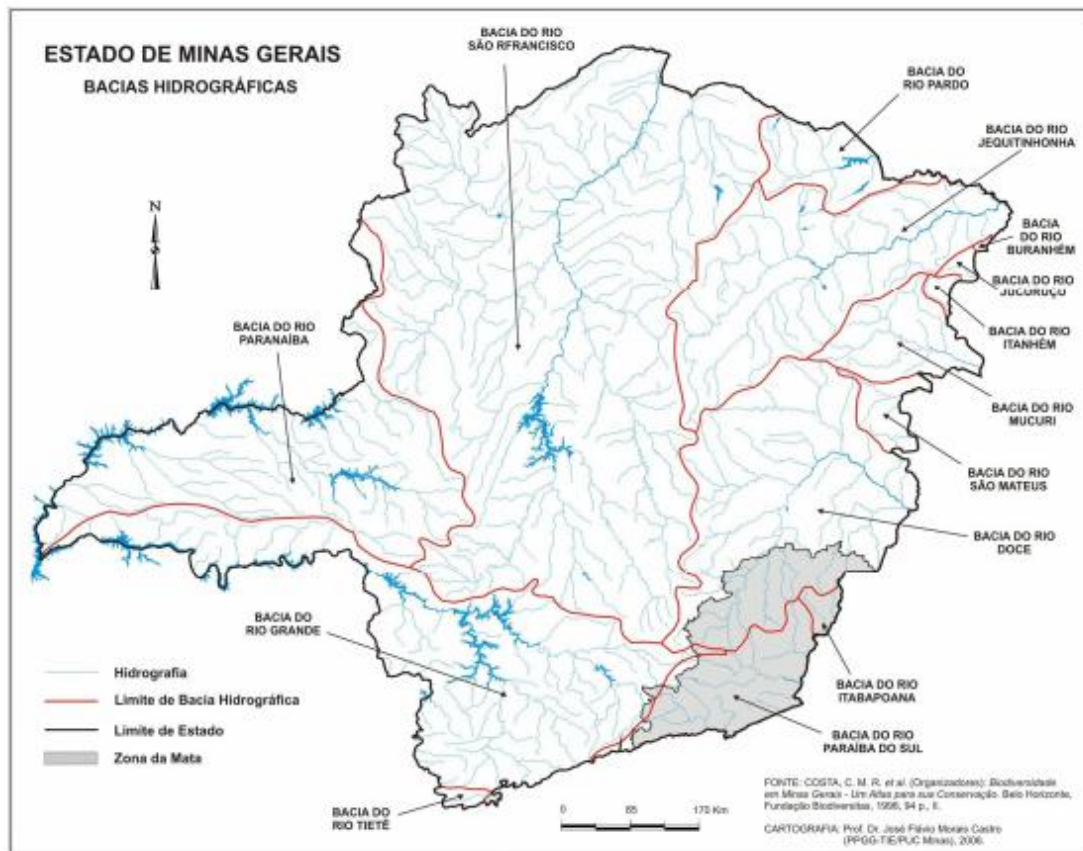 ESTADO DE MINAS GERAIS
BACIAS HIDROGRÁFICAS
BACIA DO RIO
SÃO RFRANCISCO
BACIA DO
RIO PARDO
BACIA DO RIO
JEQUITINHONHA
N
BACIA
DO RIO
BURANHÉM
BACIA DO RIO
JUCURUÇU
BACIA DO RIO
ITANHÉM
BACIA DO RIO
PARANAÍBA
BACIA DO RIO
MUCURI
BACIA DO RIO
SÃO MATEUS
BACIA DO RIO
DOCE
BACIA DO
RIO GRANDE
BACIA DO RIO
ITABAPOANA
BACIA DO RIO
PARAÍBA DO SUL
BACIA DO
RIO TIETÊ
Hidrografia
Limite de Bacia Hidrográfica
Limite de Estado
Zona da Mata
0 85 170 Km
FONTE: COSTA, C. M. R. et al. (Organizadores): Biodiversidade
em Minas Gerais - Um Atlas para sua Conservação. Belo Horizonte,
Fundação Biodiversitas, 1998, 94 p., il.
CARTOGRAFIA: Prof. Dr. José Flávio Morais Castro
(PPGG-TIE/PUC Minas), 2006.